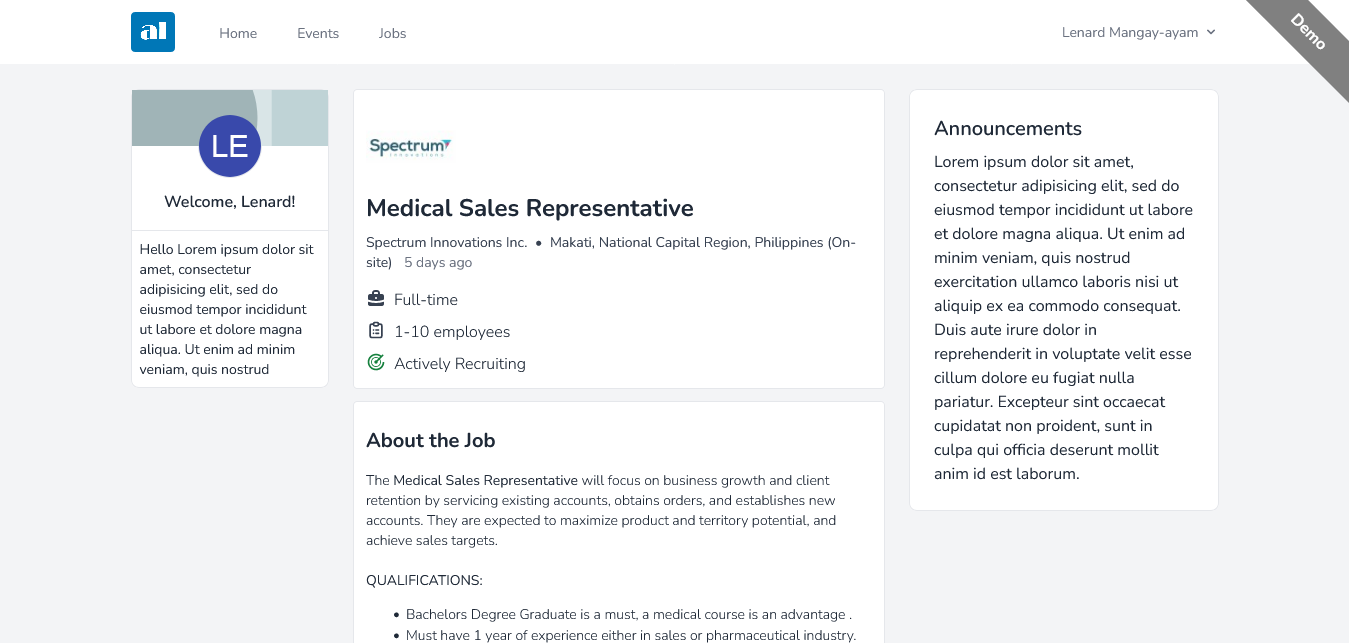 al
Home
Events
Jobs
Lenard Mangay-ayam
Demo
LE
Welcome, Lenard!
Hello Lorem ipsum dolor sit
amet, consectetur
adipisicing elit, sed do
eiusmod tempor incididunt
ut labore et dolore magna
aliqua. Ut enim ad minim
veniam, quis nostrud
Spectrum
innovations
Medical Sales Representative
Spectrum Innovations Inc. • Makati, National Capital Region, Philippines (On-
site) 5 days ago
Full-time
1-10 employees
Actively Recruiting
About the Job
The Medical Sales Representative will focus on business growth and client
retention by servicing existing accounts, obtains orders, and establishes new
accounts. They are expected to maximize product and territory potential, and
achieve sales targets.
QUALIFICATIONS:
• Bachelors Degree Graduate is a must, a medical course is an advantage .
• Must have 1 year of experience either in sales or pharmaceutical industry.
Announcements
Lorem ipsum dolor sit amet,
consectetur adipisicing elit, sed do
eiusmod tempor incididunt ut labore
et dolore magna aliqua. Ut enim ad
minim veniam, quis nostrud
exercitation ullamco laboris nisi ut
aliquip ex ea commodo consequat.
Duis aute irure dolor in
reprehenderit in voluptate velit esse
cillum dolore eu fugiat nulla
pariatur. Excepteur sint occaecat
cupidatat non proident, sunt in
culpa qui officia deserunt mollit
anim id est laborum.